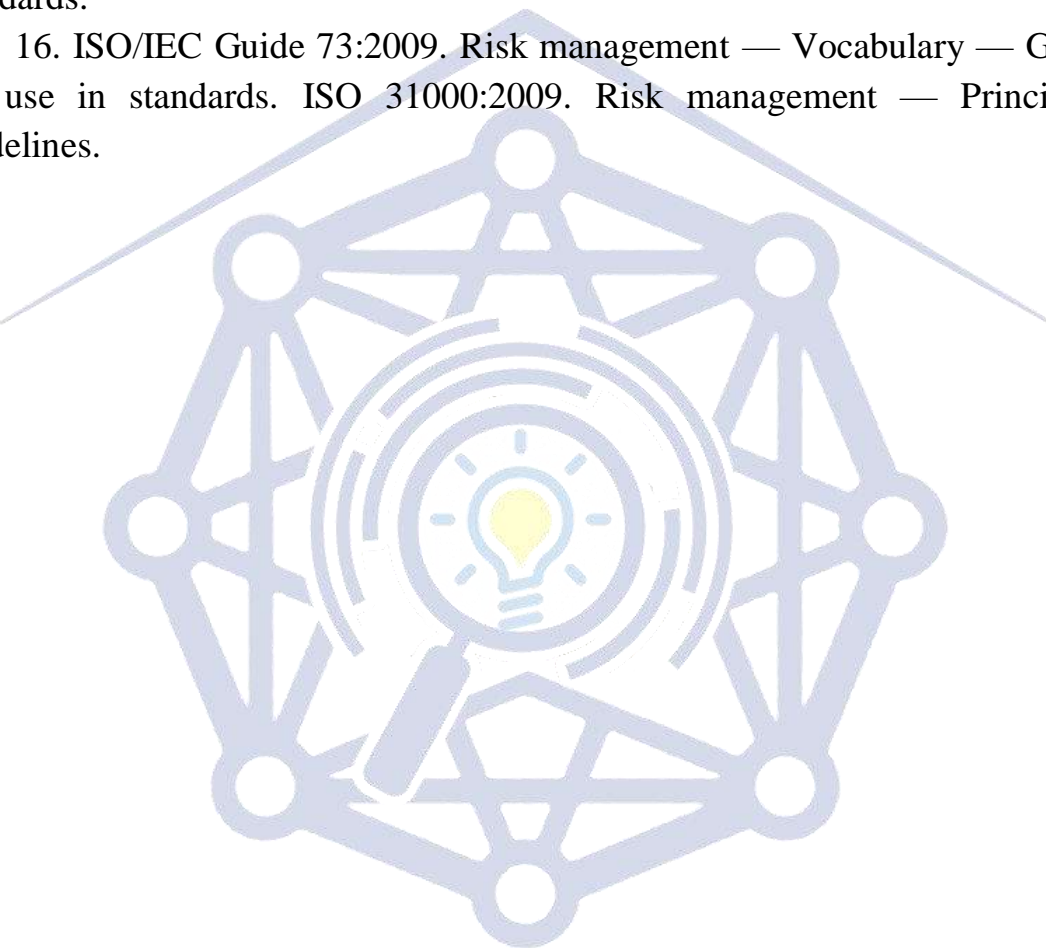 dards.
16. ISO/IEC Guide 73:2009. Risk management — Vocabulary — G
use in standards. ISO 31000:2009. Risk management — Princi
delines.